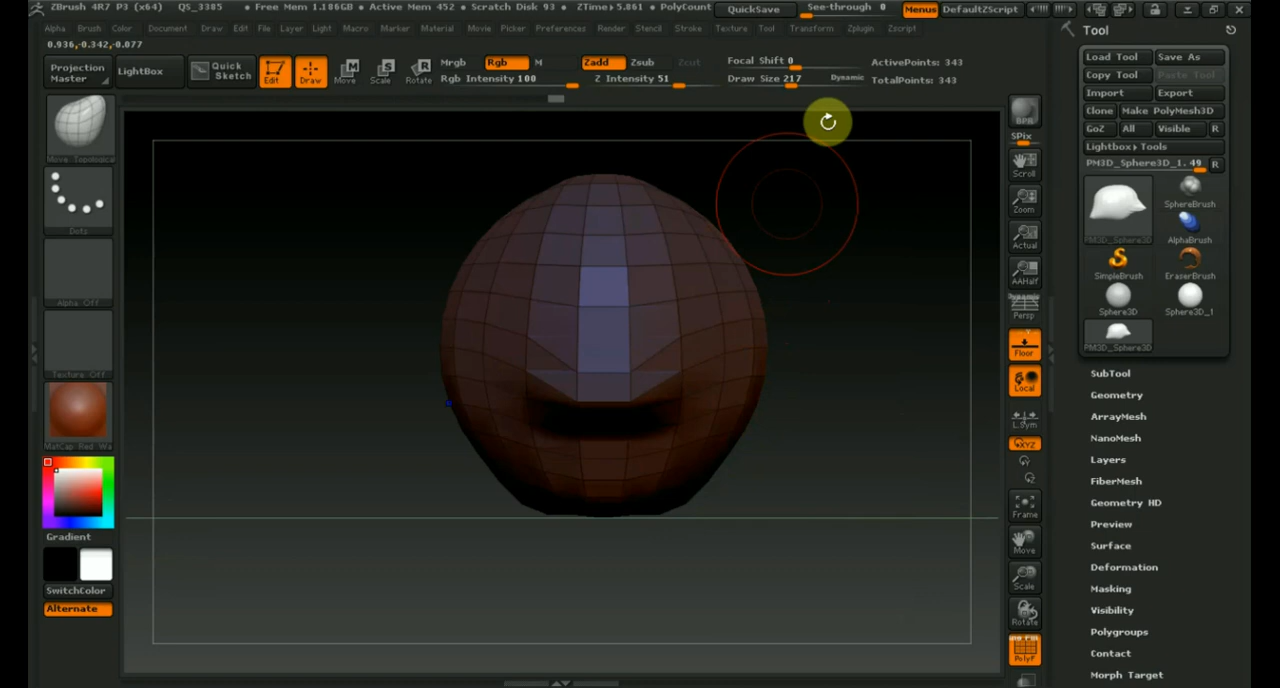 ZBrush 4R7 P3 (x64) QS_3385 • Free Mem 1.186GB • Active Mem 452 • Scratch Disk 93 • ZTime▸5.861 • PolyCount QuickSave See-through 0 Menus DefaultZScript
Alpha Brush Color Document Draw Edit File Layer Light Macro Marker Material Movie Picker Preferences Render Stencil Stroke Texture Tool Transform Zplugin Zscript
0.936,-0.342,-0.077
Projection Master
LightBox
Quick Sketch
Edit
Draw
Move
Scale
Rotate
Mrgb Rgb M
Rgb Intensity 100
Zadd Zsub Zcut
Z Intensity 51
Focal Shift 0
Draw Size 217 Dynamic
ActivePoints: 343
TotalPoints: 343
Move Topological
Dots
Alpha Off
Texture Off
MatCap Red Wa
Gradient
SwitchColor
Alternate
BPR
SPix
Scroll
Zoom
Actual
AAHalf
Dynamic
Persp
Floor
Local
L.Sym
XYZ
Frame
Move
Scale
Rotate
PolyF
Tool
Load Tool Save As
Copy Tool Paste Tool
Import Export
Clone Make PolyMesh3D
GoZ All Visible R
Lightbox▸Tools
PM3D_Sphere3D_1. 49 R
PM3D_Sphere3D
SphereBrush
AlphaBrush
SimpleBrush EraserBrush
Sphere3D Sphere3D_1
PM3D_Sphere3D
SubTool
Geometry
ArrayMesh
NanoMesh
Layers
FiberMesh
Geometry HD
Preview
Surface
Deformation
Masking
Visibility
Polygroups
Contact
Morph Target